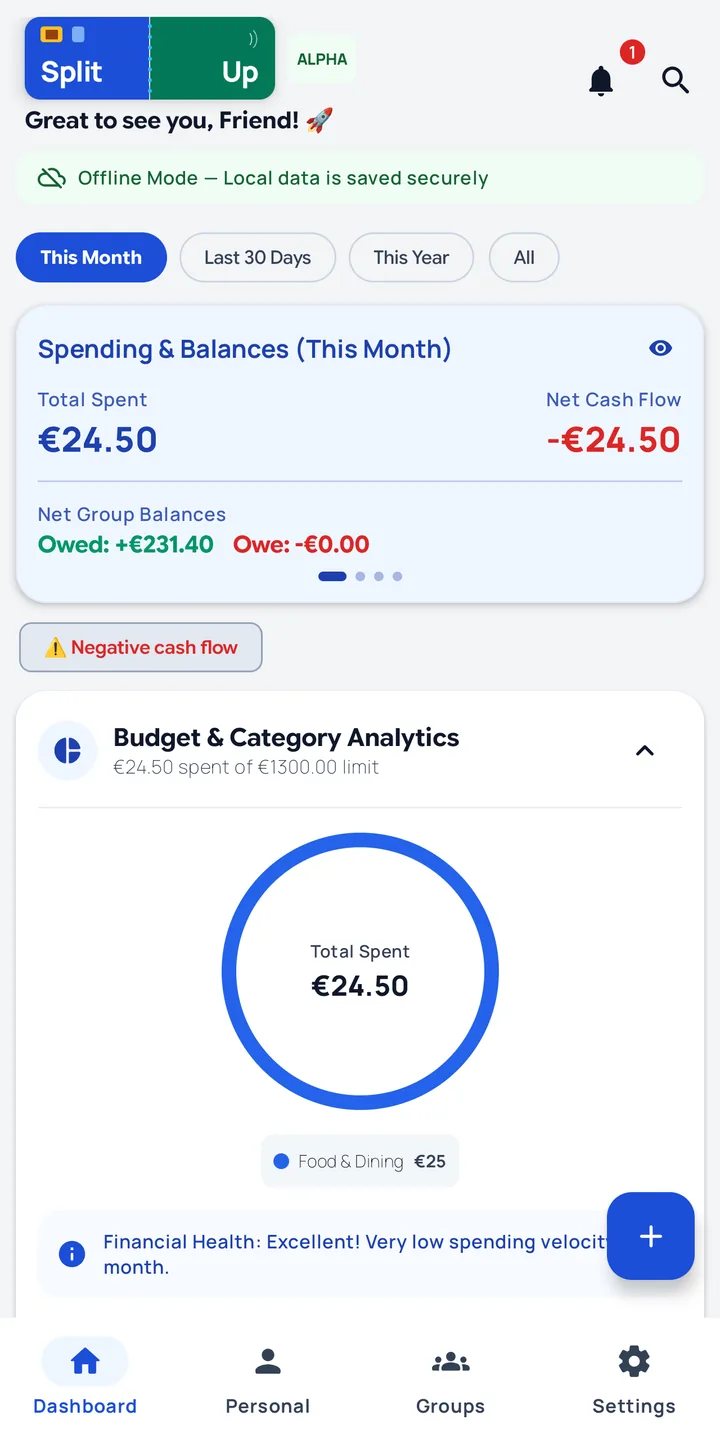 Split Up
ALPHA
1
Great to see you, Friend! 🚀
Offline Mode — Local data is saved securely
This Month
Last 30 Days
This Year
All
Spending & Balances (This Month)
Total Spent
Net Cash Flow
€24.50
-€24.50
Net Group Balances
Owed: +€231.40 Owe: -€0.00
⚠️ Negative cash flow
Budget & Category Analytics
€24.50 spent of €1300.00 limit
Total Spent
€24.50
Food & Dining €25
Financial Health: Excellent! Very low spending
month.
Dashboard
Personal
Groups
Settings